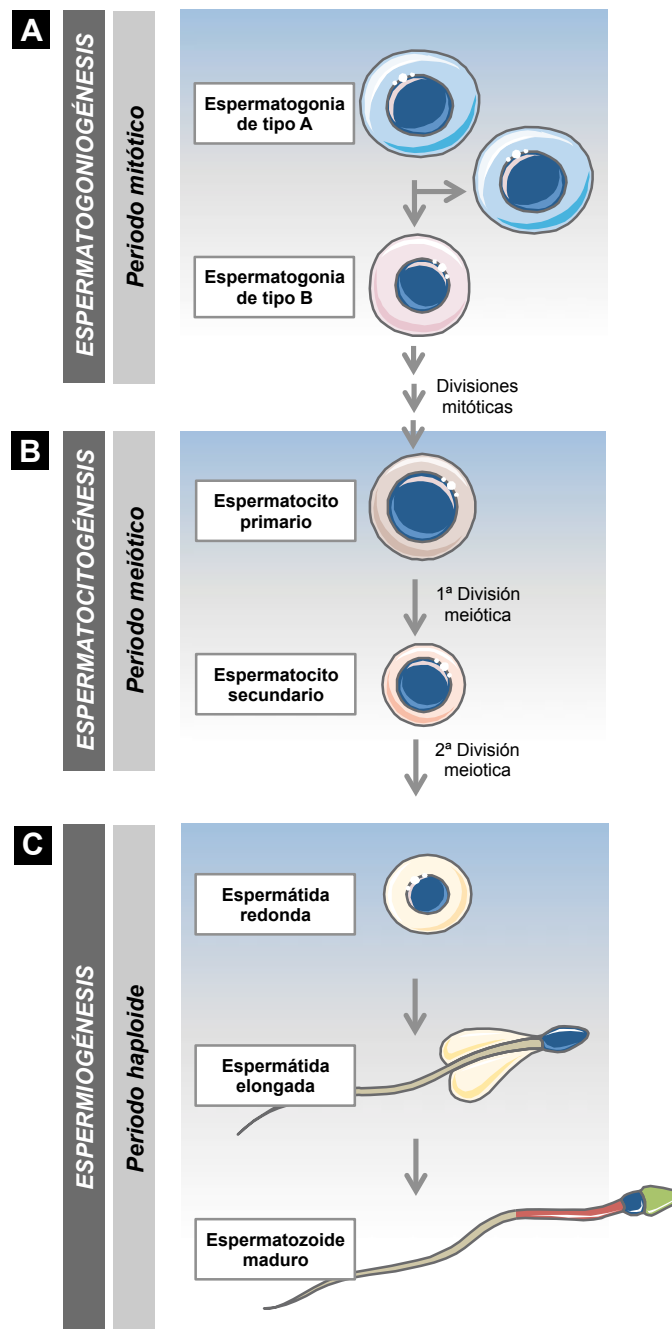 A
ESPERMATOGONIOGÉNESIS
Periodo mitótico
Espermatogonia
de tipo A
Espermatogonia
de tipo B
Divisiones
mitóticas
B
ESPERMATOCITOGÉNESIS
Periodo meiótico
Espermatocito
primario
1ª División
meiótica
Espermatocito
secundario
2ª División
meiotica
C
ESPERMIOGÉNESIS
Periodo haploide
Espermátida
redonda
Espermátida
elongada
Espermatozoide
maduro